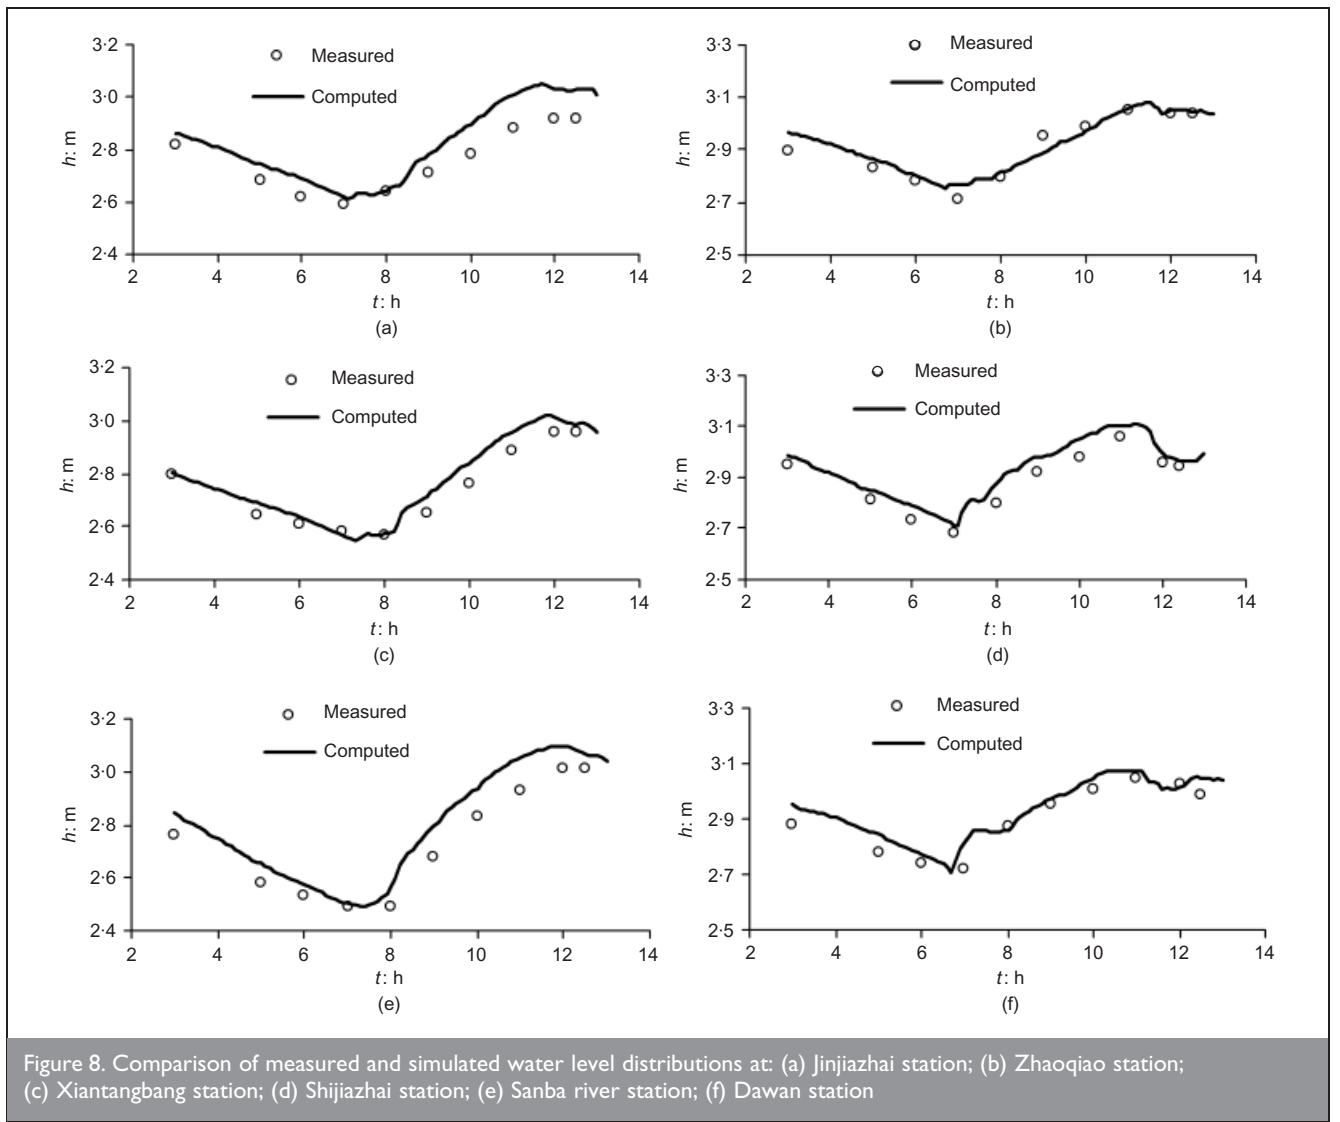 3·2
3·0
2·8
2·6
2·4
h: m
Measured
Computed
2 4 6 8 10 12 14
t: h
(a)
3·3
3·1
2·9
2·7
2·5
h: m
Measured
Computed
2 4 6 8 10 12 14
t: h
(b)
3·2
3·0
2·8
2·6
2·4
h: m
Measured
Computed
2 4 6 8 10 12 14
t: h
(c)
3·3
3·1
2·9
2·7
2·5
h: m
Measured
Computed
2 4 6 8 10 12 14
t: h
(d)
3·2
3·0
2·8
2·6
2·4
h: m
Measured
Computed
2 4 6 8 10 12 14
t: h
(e)
3·3
3·1
2·9
2·7
2·5
h: m
Measured
Computed
2 4 6 8 10 12 14
t: h
(f)
Figure 8. Comparison of measured and simulated water level distributions at: (a) Jinjiazhai station; (b) Zhaoqiao station;
(c) Xiantangbang station; (d) Shijiazhai station; (e) Sanba river station; (f) Dawan station